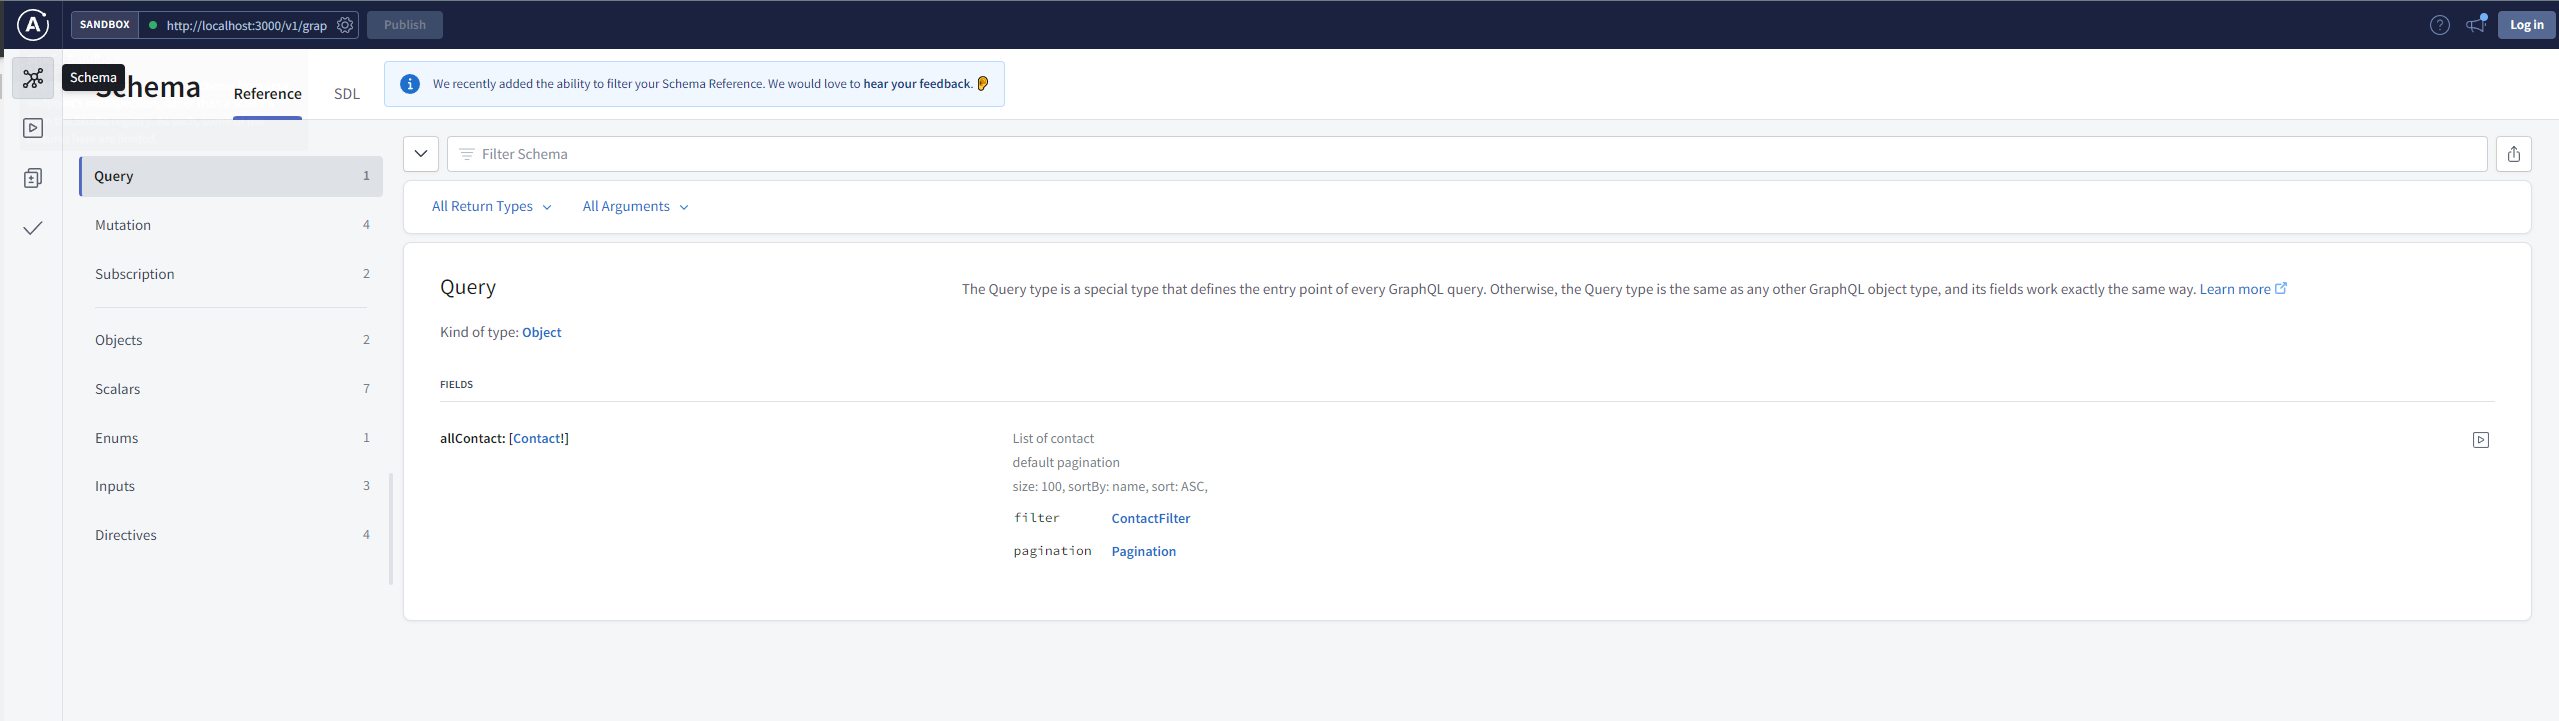 SANDBOX http://localhost:3000/v1/grap Publish Log in
Schema
Schema Reference SDL We recently added the ability to filter your Schema Reference. We would love to hear your feedback. 👂
Filter Schema
Query 1
Mutation 4
Subscription 2
Objects 2
Scalars 7
Enums 1
Inputs 3
Directives 4
All Return Types All Arguments
Query The Query type is a special type that defines the entry point of every GraphQL query. Otherwise, the Query type is the same as any other GraphQL object type, and its fields work exactly the same way. Learn more
Kind of type: Object
FIELDS
allContact: [Contact!] List of contact
default pagination
size: 100, sortBy: name, sort: ASC,
filter ContactFilter
pagination Pagination